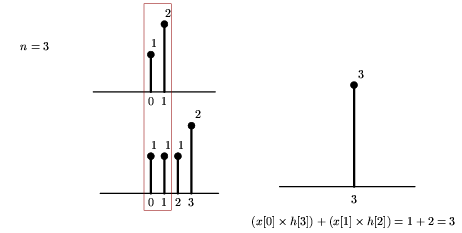 2
1
n = 3
3
0 1
2
1 1 1
0 1 2 3
3
(x[0] × h[3]) + (x[1] × h[2]) = 1 + 2 = 3